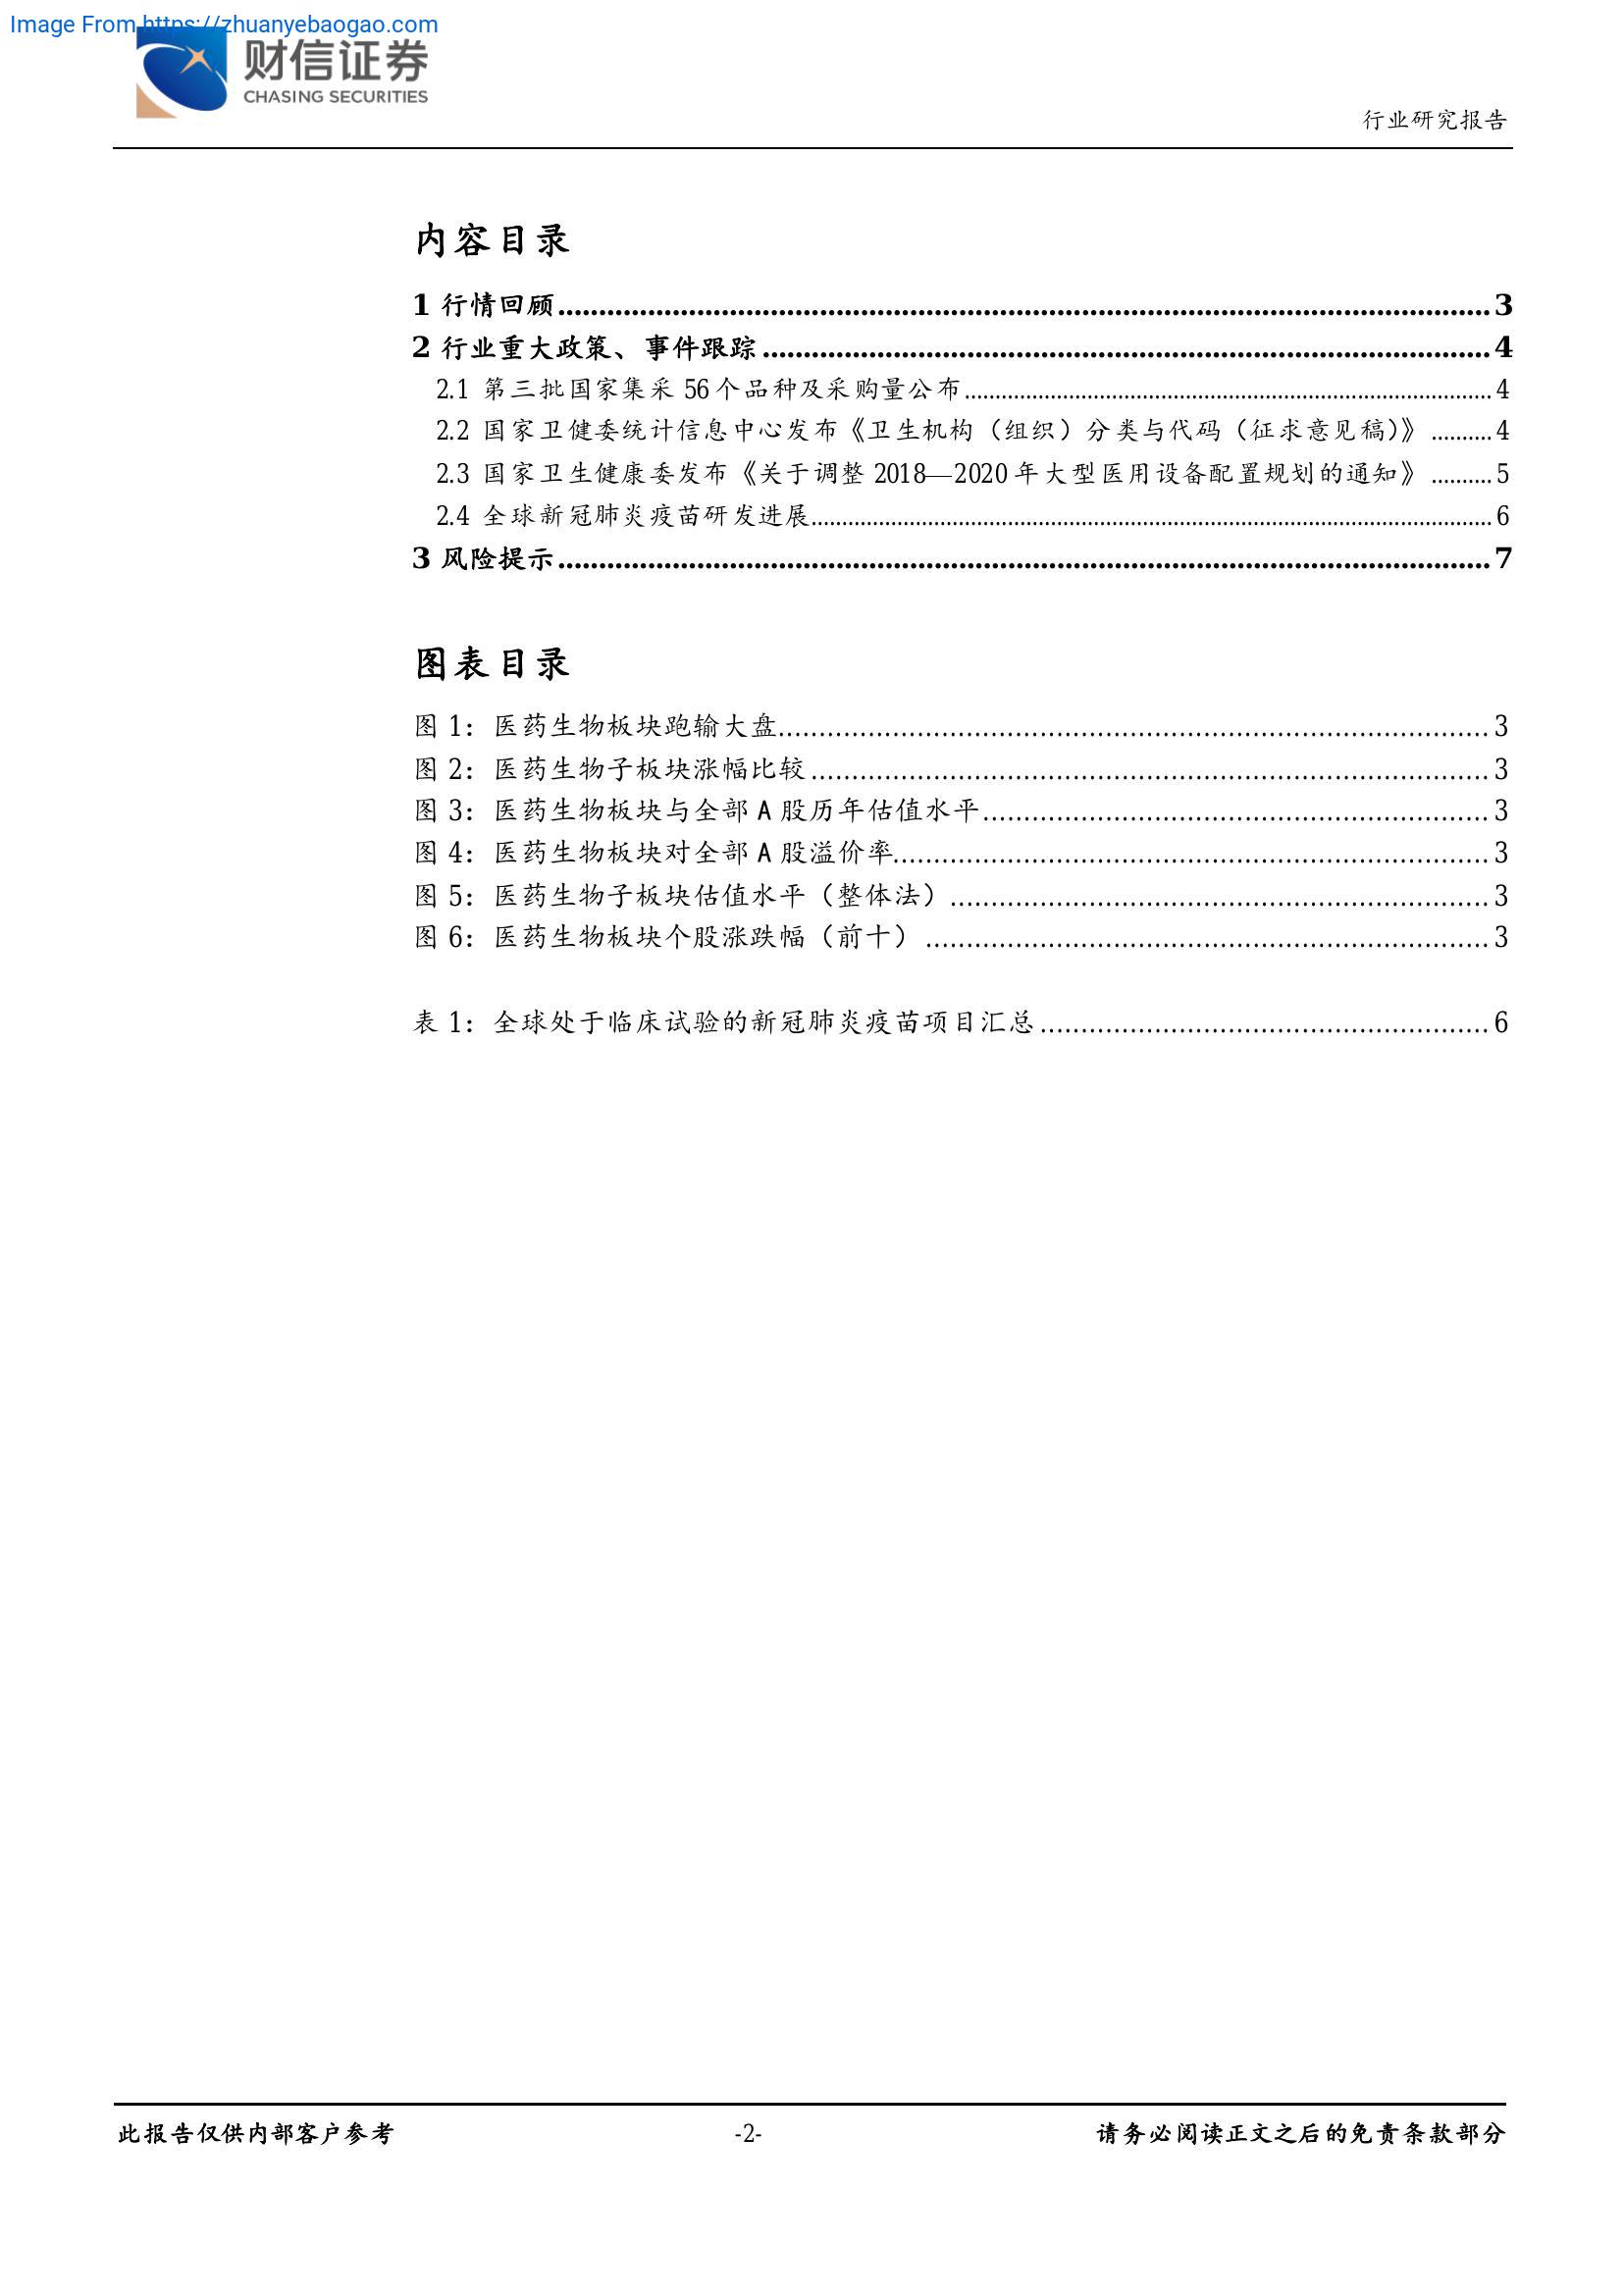 Image From https://zhuanyebaogao.com
财信证券
CHASING SECURITIES
行业研究报告
内容目录
1 行情回顾........................................3
2 行业重大政策、事件跟踪........................................4
2.1 第三批国家集采 56 个品种及采购量公布........................................4
2.2 国家卫健委统计信息中心发布《卫生机构（组织）分类与代码（征求意见稿）》..........4
2.3 国家卫生健康委发布《关于调整 2018—2020 年大型医用设备配置规划的通知》..........5
2.4 全球新冠肺炎疫苗研发进展........................................6
3 风险提示........................................7
图表目录
图 1：医药生物板块跑输大盘........................................3
图 2：医药生物子板块涨幅比较........................................3
图 3：医药生物板块与全部 A 股历年估值水平........................................3
图 4：医药生物板块对全部 A 股溢价率........................................3
图 5：医药生物子板块估值水平（整体法）........................................3
图 6：医药生物板块个股涨跌幅（前十）........................................3
表 1：全球处于临床试验的新冠肺炎疫苗项目汇总........................................6
此报告仅供内部客户参考
-2-
请务必阅读正文之后的免责条款部分